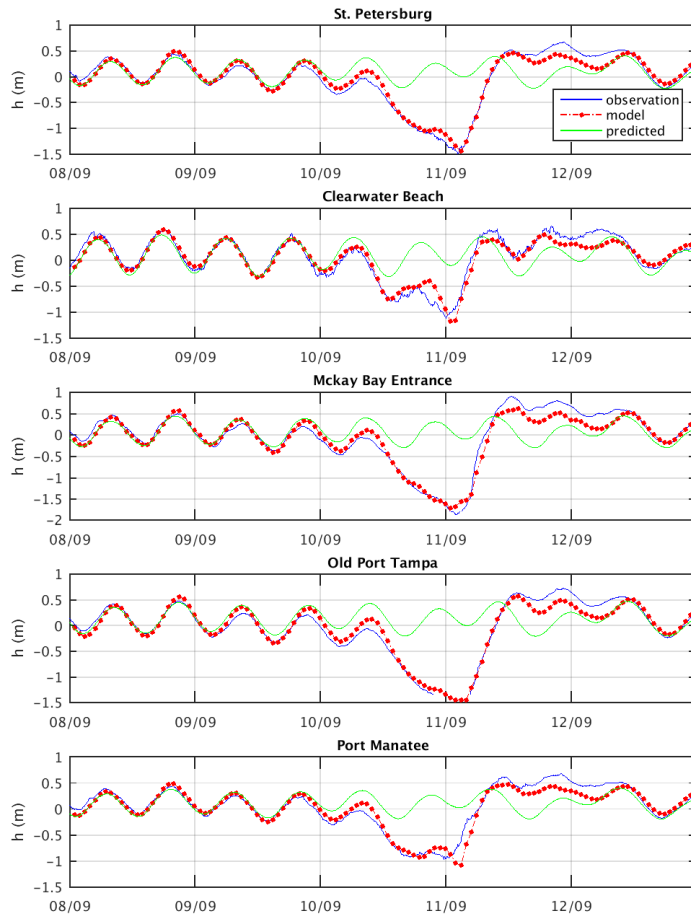 St. Petersburg
1
0.5
0
−0.5
−1
−1.5
h (m)
observation
model
predicted
08/09 09/09 10/09 11/09 12/09
Clearwater Beach
1
0.5
0
−0.5
−1
−1.5
h (m)
08/09 09/09 10/09 11/09 12/09
Mckay Bay Entrance
1
0.5
0
−0.5
−1
−1.5
−2
h (m)
08/09 09/09 10/09 11/09 12/09
Old Port Tampa
1
0.5
0
−0.5
−1
−1.5
h (m)
08/09 09/09 10/09 11/09 12/09
Port Manatee
1
0.5
0
−0.5
−1
−1.5
h (m)
08/09 09/09 10/09 11/09 12/09